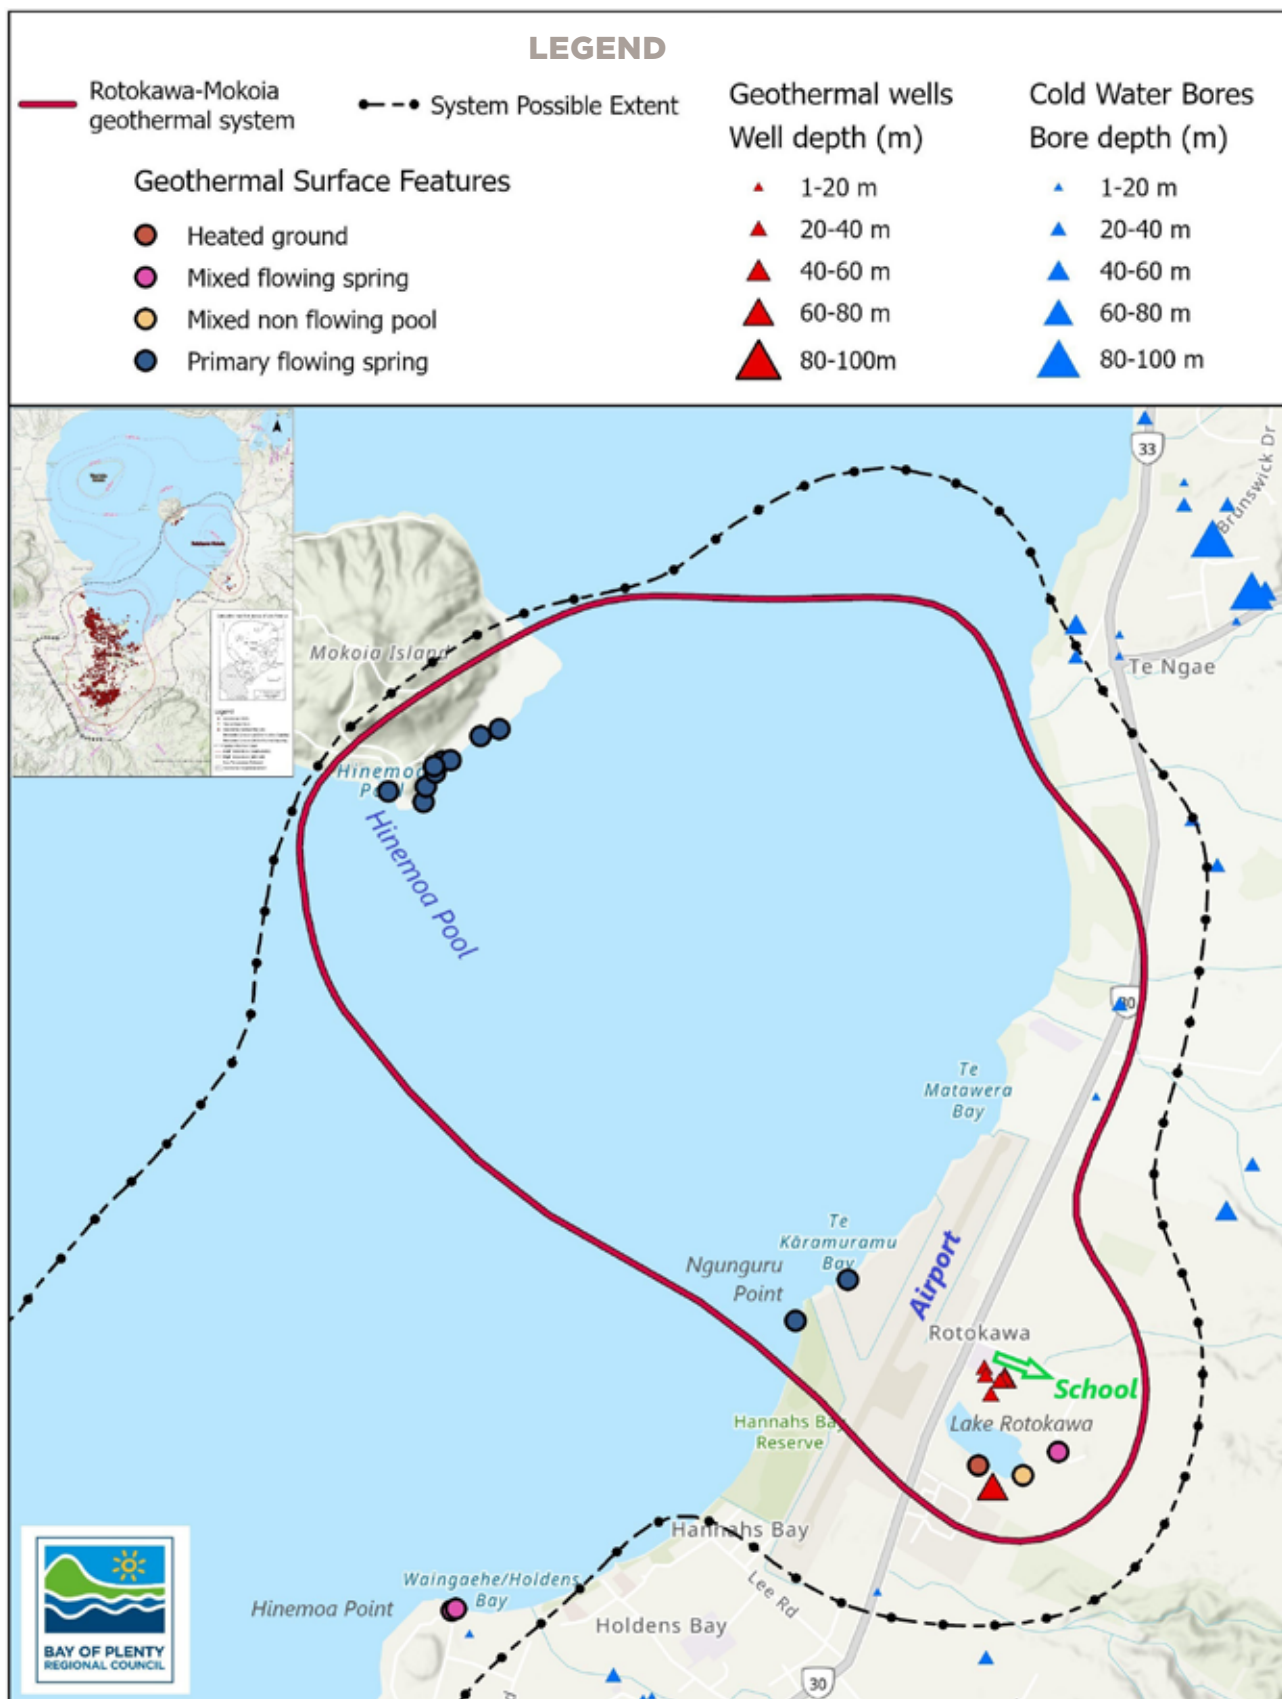 LEGEND
Rotokawa-Mokoia
geothermal system
System Possible Extent
Geothermal Surface Features
Heated ground
Mixed flowing spring
Mixed non flowing pool
Primary flowing spring
Geothermal wells
Well depth (m)
1-20 m
20-40 m
40-60 m
60-80 m
80-100m
Cold Water Bores
Bore depth (m)
1-20 m
20-40 m
40-60 m
60-80 m
80-100 m
33
Brunswick Dr
Mokoia Island
Te Ngae
Hinemoa
Pool
Hinemoa Pool
30
Te
Matawera
Bay
Te
Kāramuramu
Bay
Ngunguru
Point
Airport
Rotokawa
School
Lake Rotokawa
Hannahs Bay
Reserve
Hannahs Bay
Lee Rd
Waingaehe/Holdens
Bay
Hinemoa Point
Holdens Bay
30
BAY OF PLENTY
REGIONAL COUNCIL